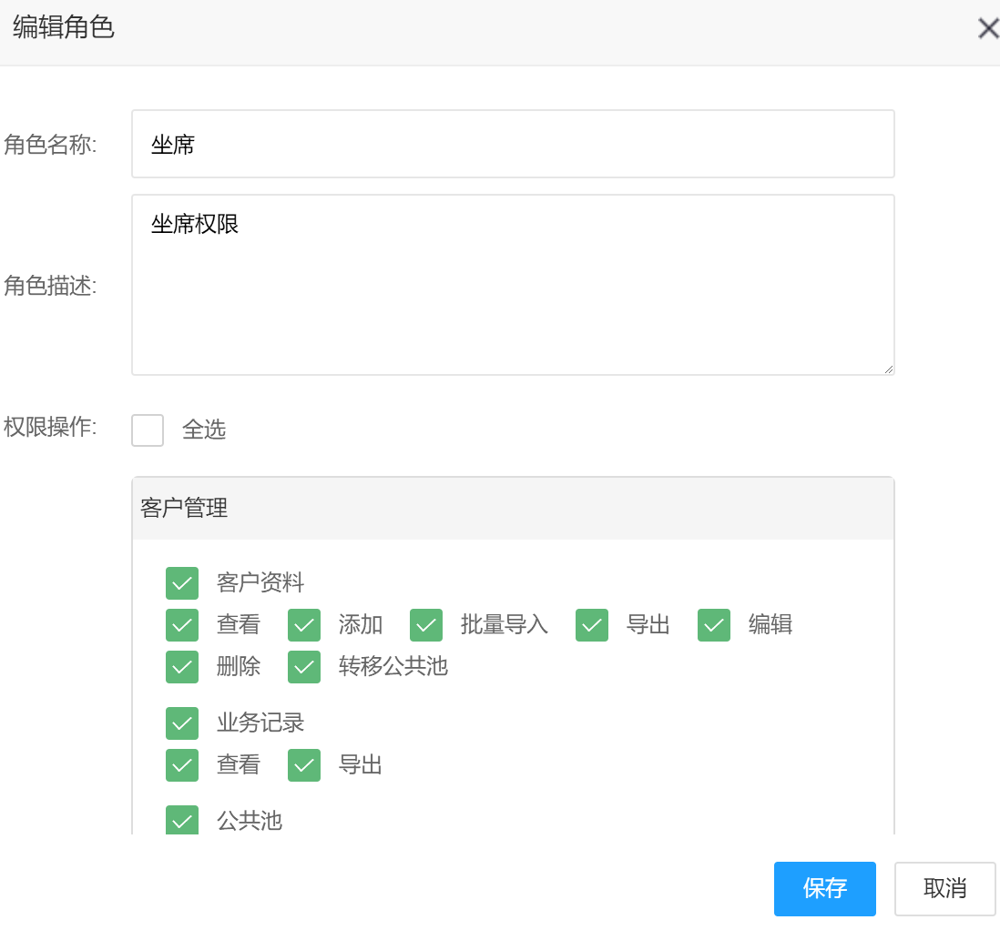 编辑角色
角色名称: 坐席
角色描述: 坐席权限
权限操作: 全选
客户管理
客户资料
查看 添加 批量导入 导出 编辑
删除 转移公共池
业务记录
查看 导出
公共池
保存 取消